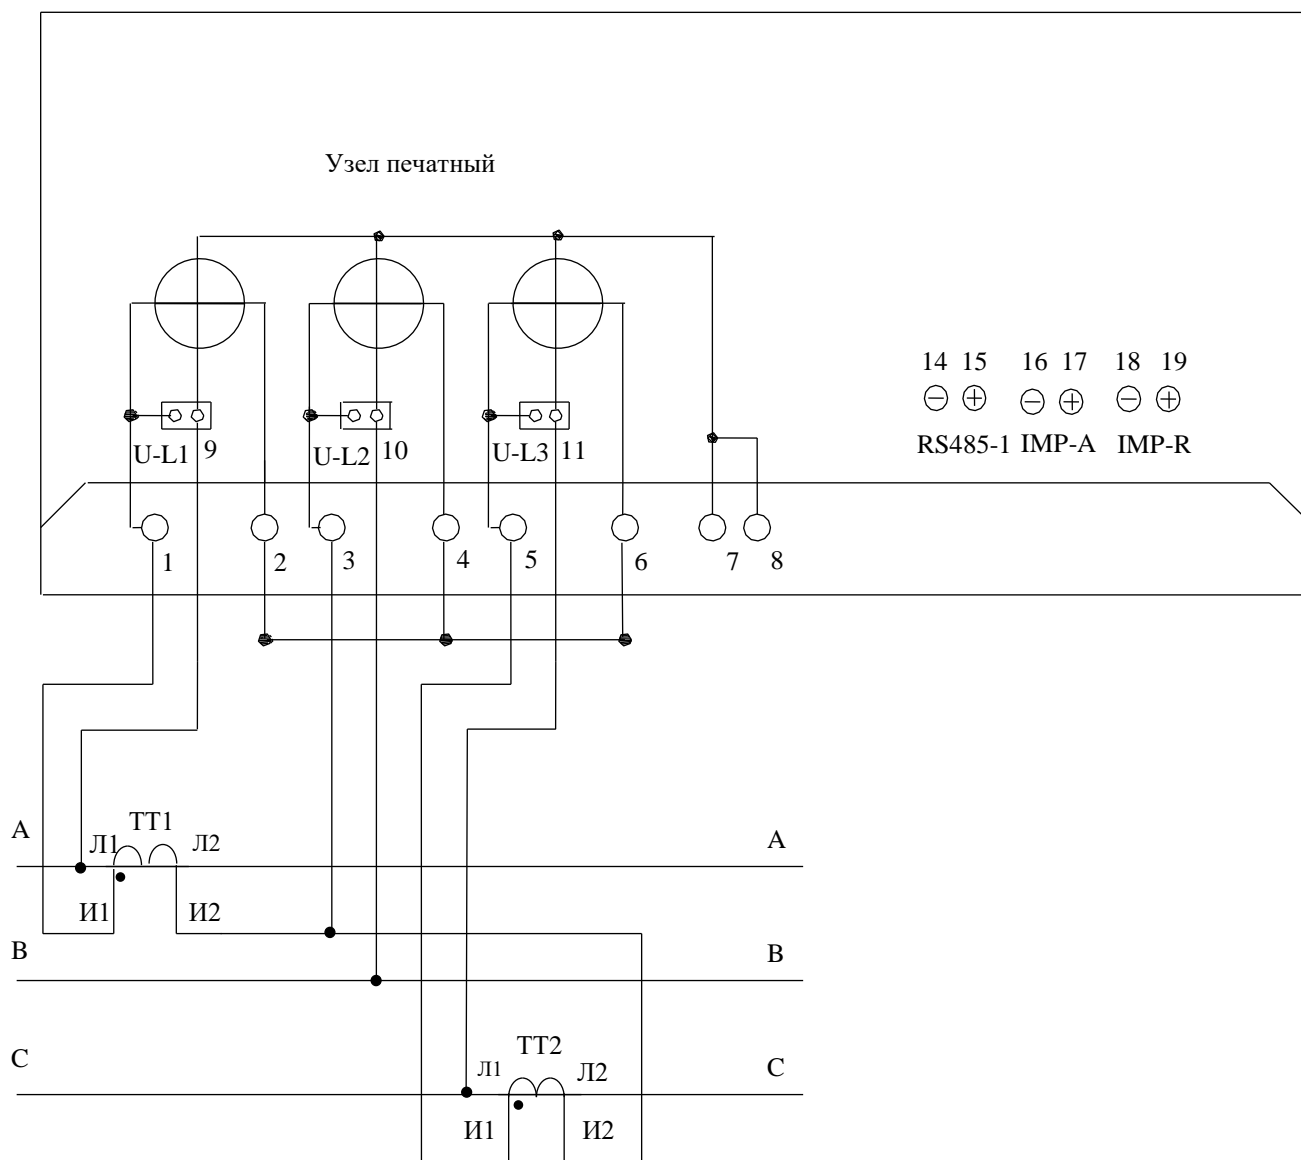 Узел печатный
14 15 16 17 18 19
RS485-1 IMP-A IMP-R
U-L1 9 U-L2 10 U-L3 11
1 2 3 4 5 6 7 8
А Л1 ТТ1 Л2 А
И1 И2
В В
С Л1 ТТ2 Л2 С
И1 И2